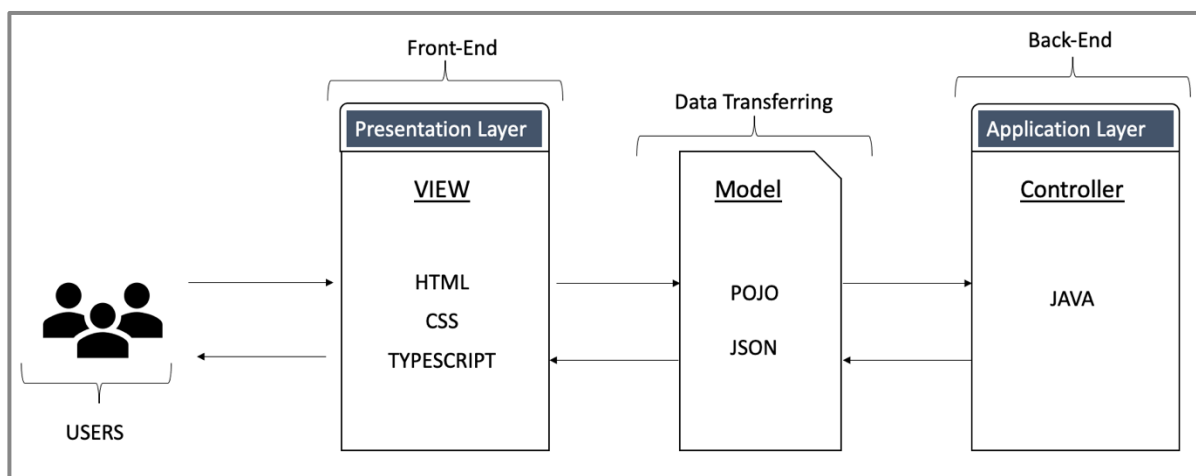 Front-End
Back-End
Data Transferring
Presentation Layer
Application Layer
VIEW
Model
Controller
HTML
CSS
TYPESCRIPT
POJO
JSON
JAVA
USERS